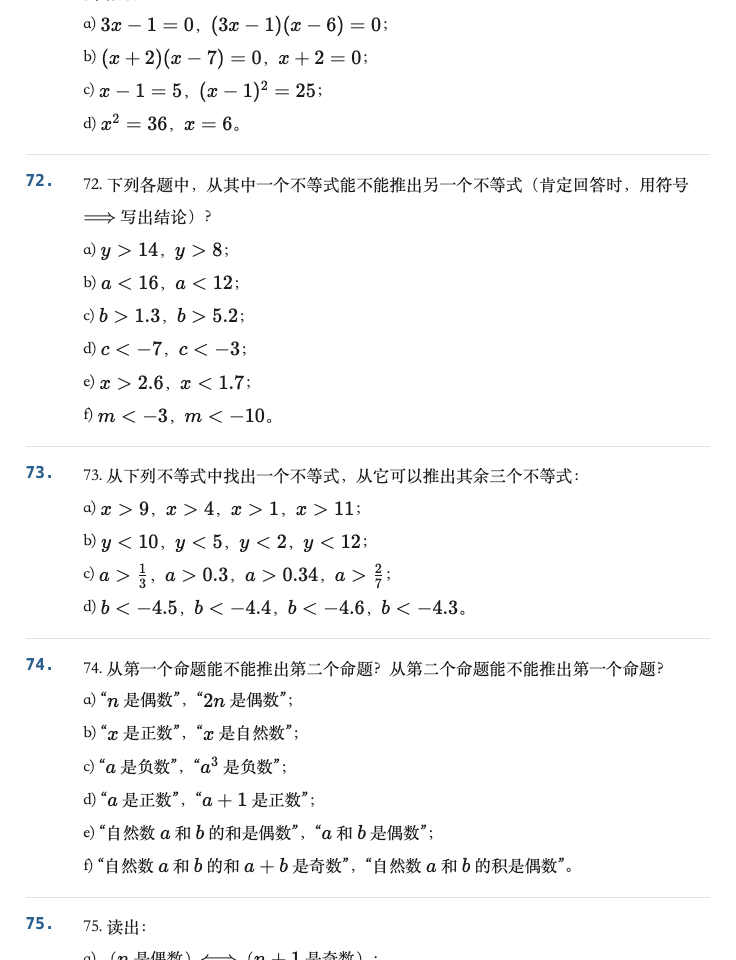 a) 3x − 1 = 0, (3x − 1)(x − 6) = 0;
b) (x + 2)(x − 7) = 0, x + 2 = 0;
c) x − 1 = 5, (x − 1)² = 25;
d) x² = 36, x = 6。
72. 72. 下列各题中，从其中一个不等式能不能推出另一个不等式（肯定回答时，用符号
⟹ 写出结论）？
a) y > 14, y > 8;
b) a < 16, a < 12;
c) b > 1.3, b > 5.2;
d) c < −7, c < −3;
e) x > 2.6, x < 1.7;
f) m < −3, m < −10。
73. 73. 从下列不等式中找出一个不等式，从它可以推出其余三个不等式：
a) x > 9, x > 4, x > 1, x > 11;
b) y < 10, y < 5, y < 2, y < 12;
c) a > 1/3, a > 0.3, a > 0.34, a > 2/7;
d) b < −4.5, b < −4.4, b < −4.6, b < −4.3。
74. 74. 从第一个命题能不能推出第二个命题？从第二个命题能不能推出第一个命题？
a) “n 是偶数”, “2n 是偶数”;
b) “x 是正数”, “x 是自然数”;
c) “a 是负数”, “a³ 是负数”;
d) “a 是正数”, “a + 1 是正数”;
e) “自然数 a 和 b 的和是偶数”, “a 和 b 是偶数”;
f) “自然数 a 和 b 的和 a + b 是奇数”, “自然数 a 和 b 的积是偶数”。
75. 75. 读出：
a) （n 是偶数）⟺（n + 1 是奇数）;